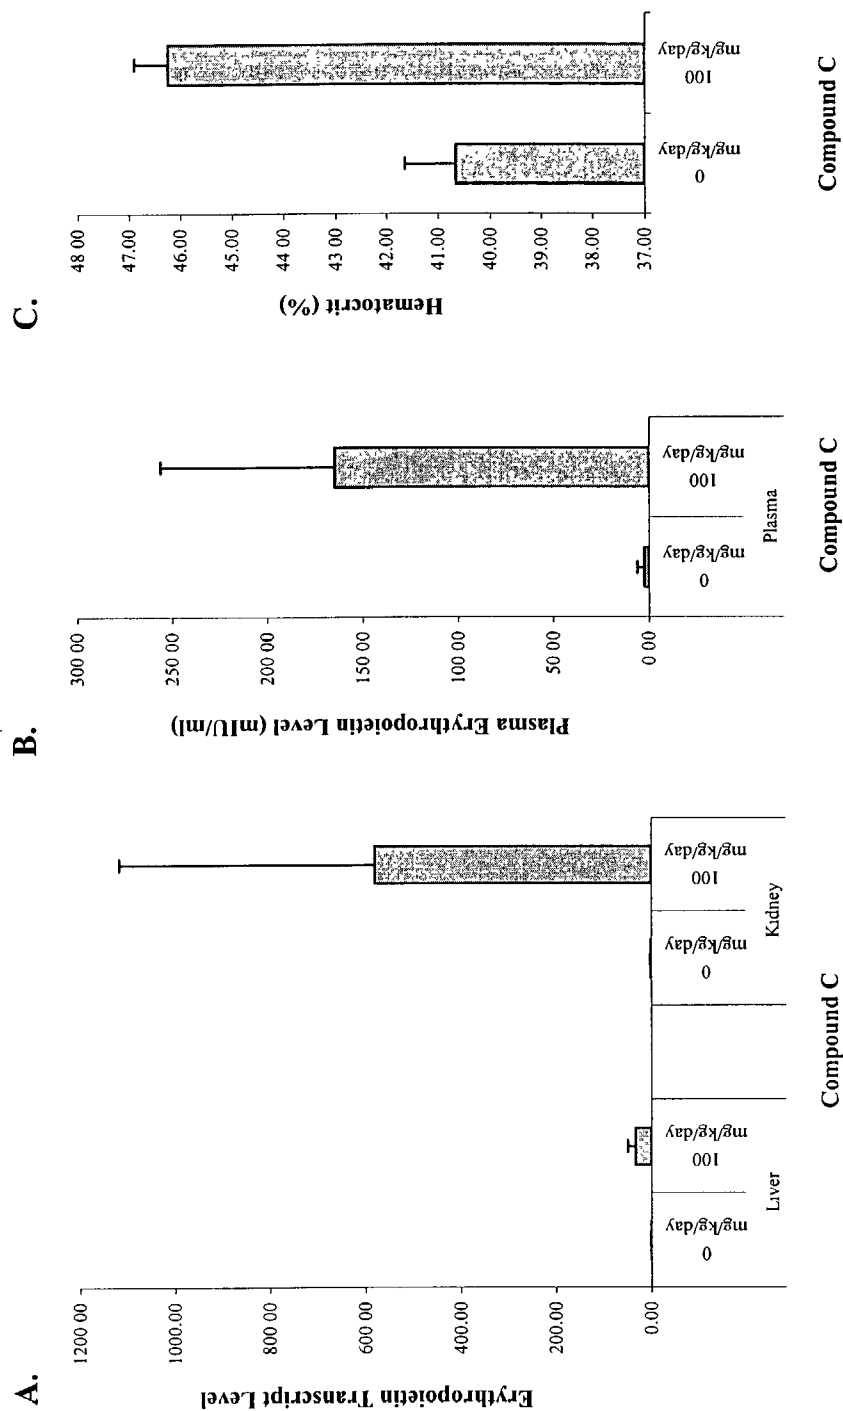 A.
Erythropoietin Transcript Level
1200 00
1000.00
800 00
600 00
400.00
200 00
0.00
0
mg/kg/day
100
mg/kg/day
0
mg/kg/day
100
mg/kg/day
Liver
Kidney
Compound C
B.
Plasma Erythropoietin Level (mIU/ml)
300 00
250 00
200 00
150 00
100 00
50 00
0 00
0
mg/kg/day
100
mg/kg/day
Plasma
Compound C
C.
Hematocrit (%)
48 00
47.00
46.00
45.00
44 00
43 00
42.00
41.00
40.00
39.00
38.00
37.00
0
mg/kg/day
100
mg/kg/day
Compound C